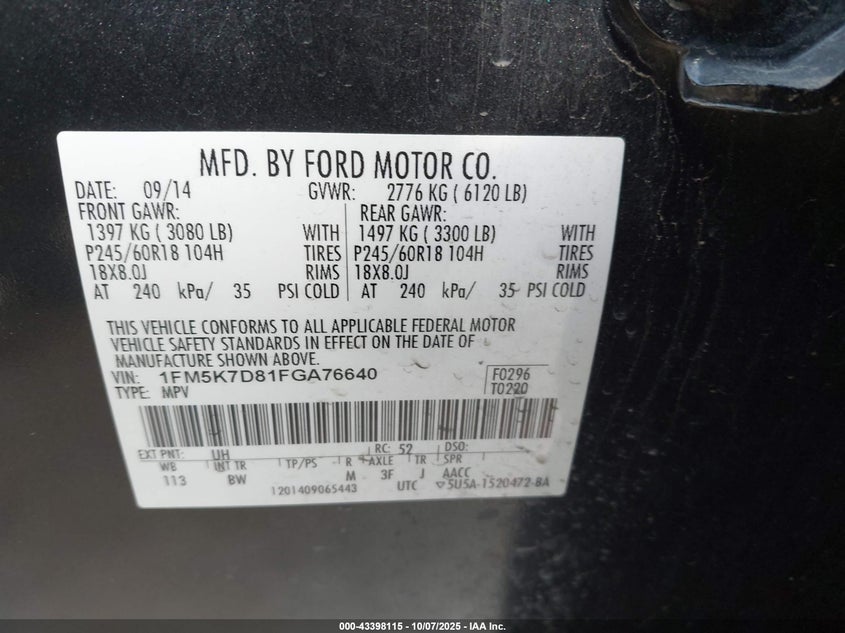 MFD. BY FORD MOTOR CO.
DATE: 09/14 GVWR: 2776 KG ( 6120 LB)
FRONT GAWR: REAR GAWR:
1397 KG ( 3080 LB) WITH 1497 KG ( 3300 LB) WITH
P245/60R18 104H TIRES P245/60R18 104H TIRES
18X8.0J RIMS 18X8.0J RIMS
AT 240 kPa/ 35 PSI COLD AT 240 kPa/ 35 PSI COLD
THIS VEHICLE CONFORMS TO ALL APPLICABLE FEDERAL MOTOR
VEHICLE SAFETY STANDARDS IN EFFECT ON THE DATE OF
MANUFACTURE SHOWN ABOVE.
VIN: 1FM5K7D81FGA76640 F0296
TYPE: MPV T0220
EXT PNT: UH RC: 52 DSO:
WB INT TR TP/PS R AXLE TR SPR
113 BW M 3F J AACC
1201409065443 UTC ▽5U5A-1520472-BA
000-43398115 - 10/07/2025 - IAA Inc.